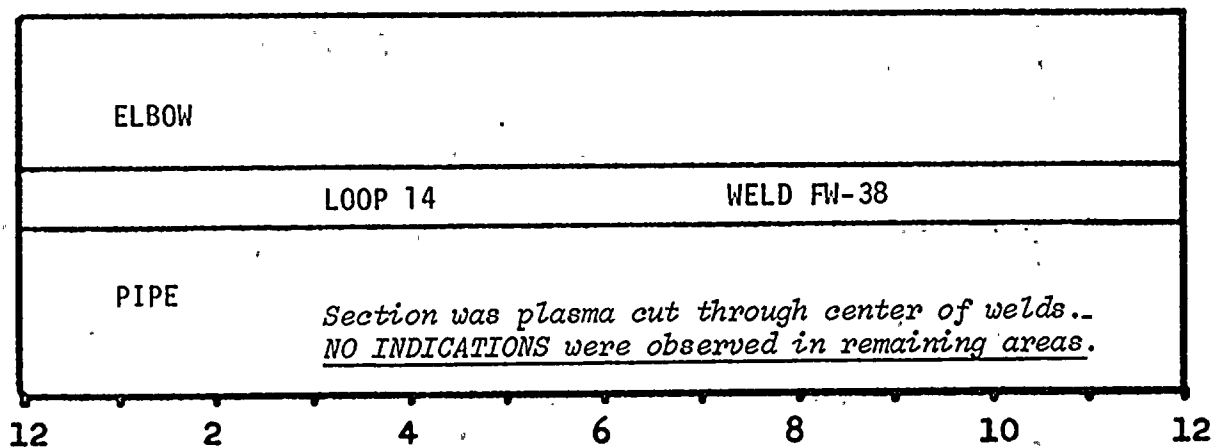 ELBOW
LOOP 14 WELD FW-38
PIPE
Section was plasma cut through center of welds.
NO INDICATIONS were observed in remaining areas.
12 2 4 6 8 10 12